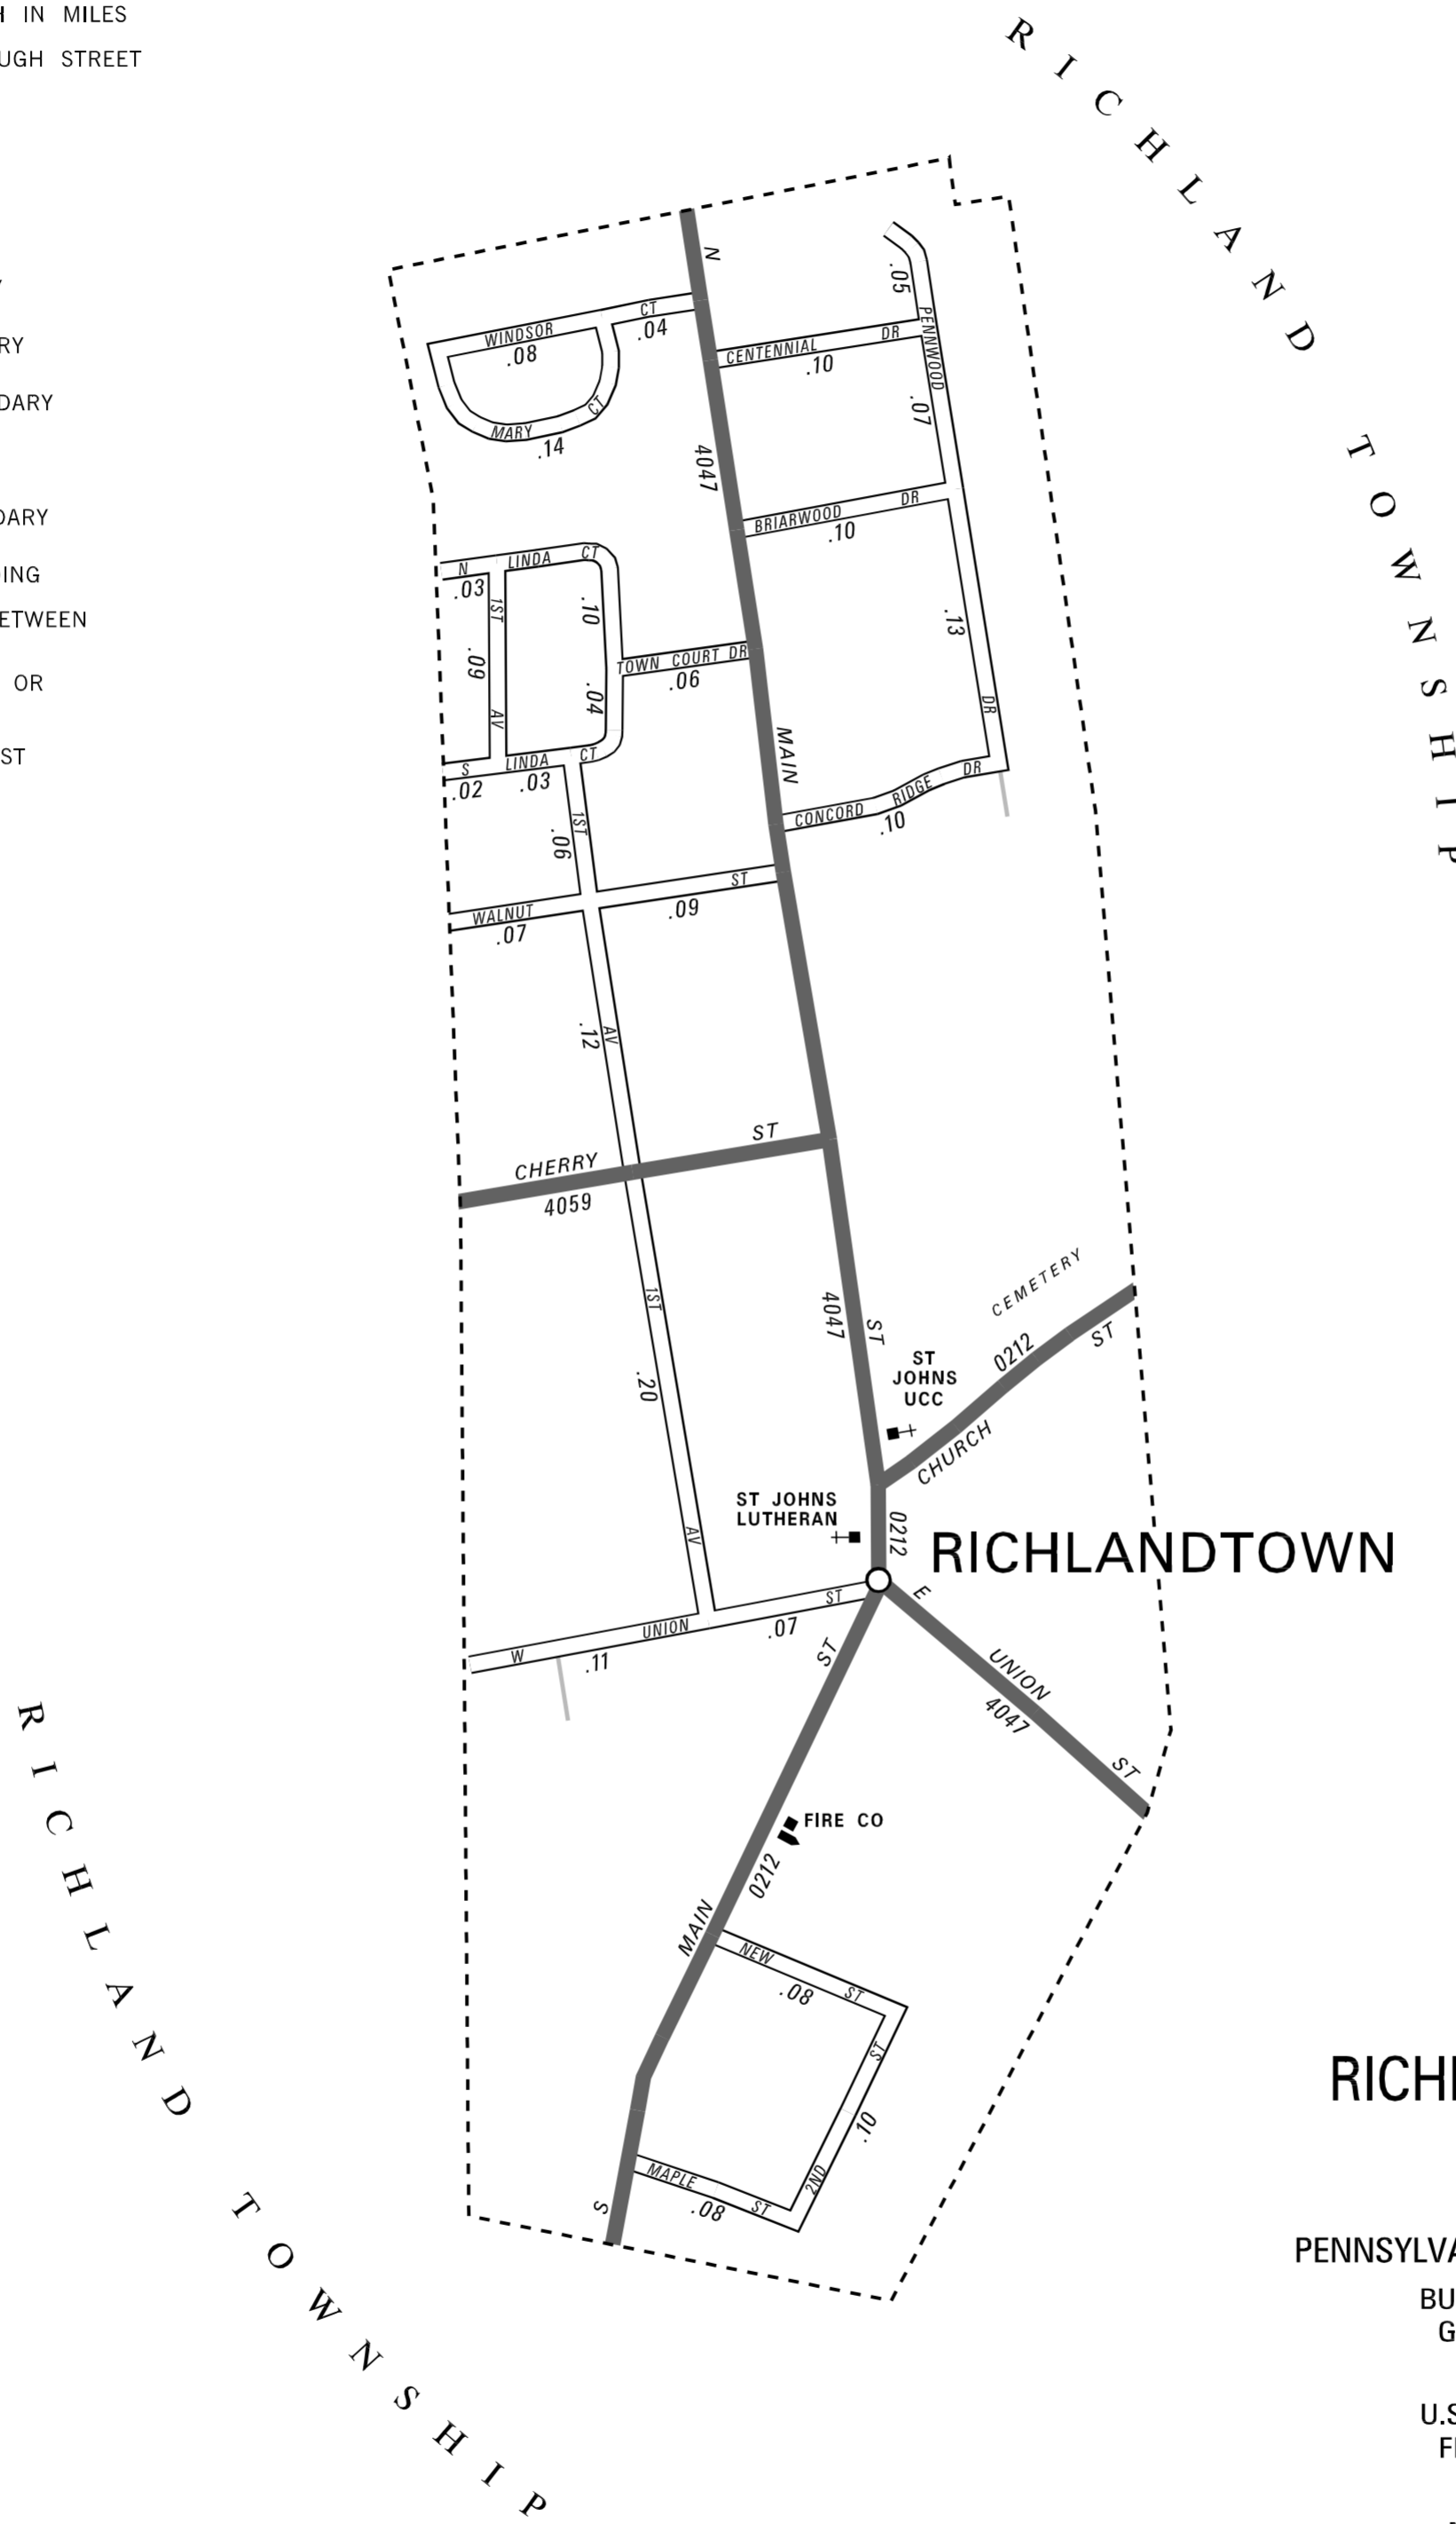 IN MILES
UGH STREET
RY
DARY
DARY
ING
ETWEEN
OR
ST
RICHLAND TOWNSHIP
N
.05
WINDSOR CT
.08
.04
CENTENNIAL DR
.10
PENNWOOD
.07
MARY CT
.14
4047
BRIARWOOD DR
.10
N LINDA CT
.03
1ST
.10
.13
.09
TOWN COURT DR
.06
.04
AV
DR
MAIN
S LINDA CT
.02
.03
CONCORD RIDGE DR
.10
1ST
.06
WALNUT ST
.07
.09
.12
AV
CHERRY ST
4059
1ST
.20
4047
ST
CEMETERY
0212
ST
CHURCH
ST
JOHNS
UCC
ST JOHNS
LUTHERAN
0212
AV
RICHLANDTOWN
W UNION ST
.11
.07
E UNION ST
4047
ST
FIRE CO
0212
MAIN
NEW ST
.08
ST
.10
2ND
MAPLE ST
.08
S
RICHLAND TOWNSHIP
RICH
PENNSYLVA
BU
G
U.S
F